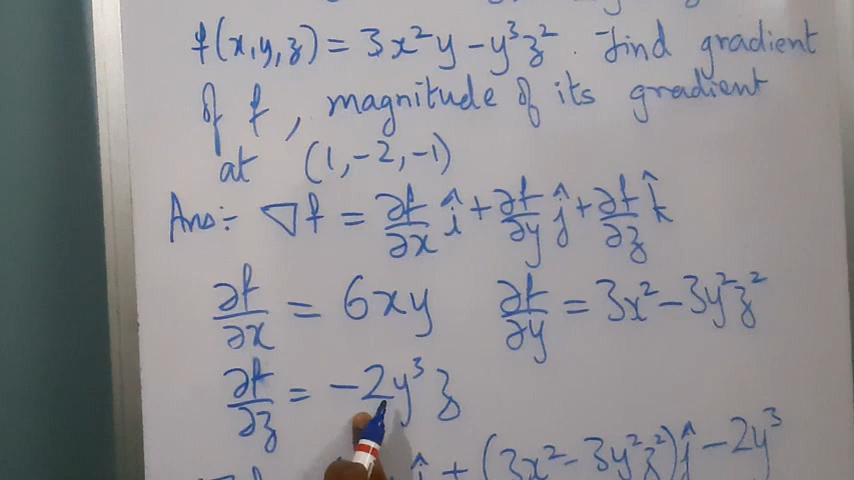 f(x,y,z) = 3x²y − y³z². Find gradient
of f, magnitude of its gradient
at (1,−2,−1)
Ans:- ∇f = ∂f/∂x î + ∂f/∂y ĵ + ∂f/∂z k̂
∂f/∂x = 6xy ∂f/∂y = 3x² − 3y²z²
∂f/∂z = −2y³z
î + (3x² − 3y²z²)ĵ − 2y³